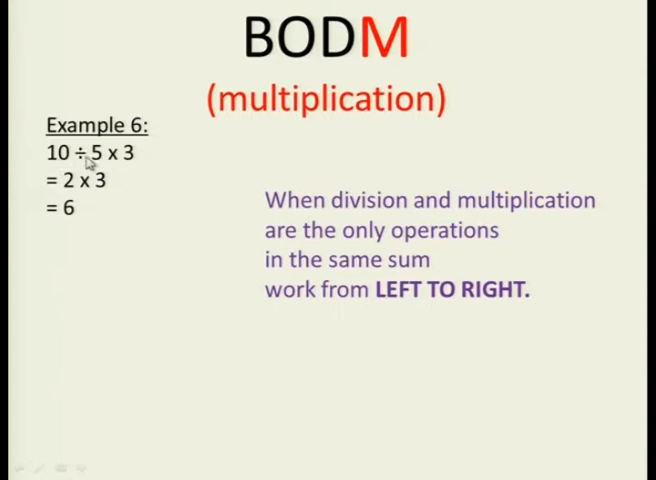 BODM
(multiplication)
Example 6:
10 ÷ 5 x 3
= 2 x 3
= 6
When division and multiplication
are the only operations
in the same sum
work from LEFT TO RIGHT.